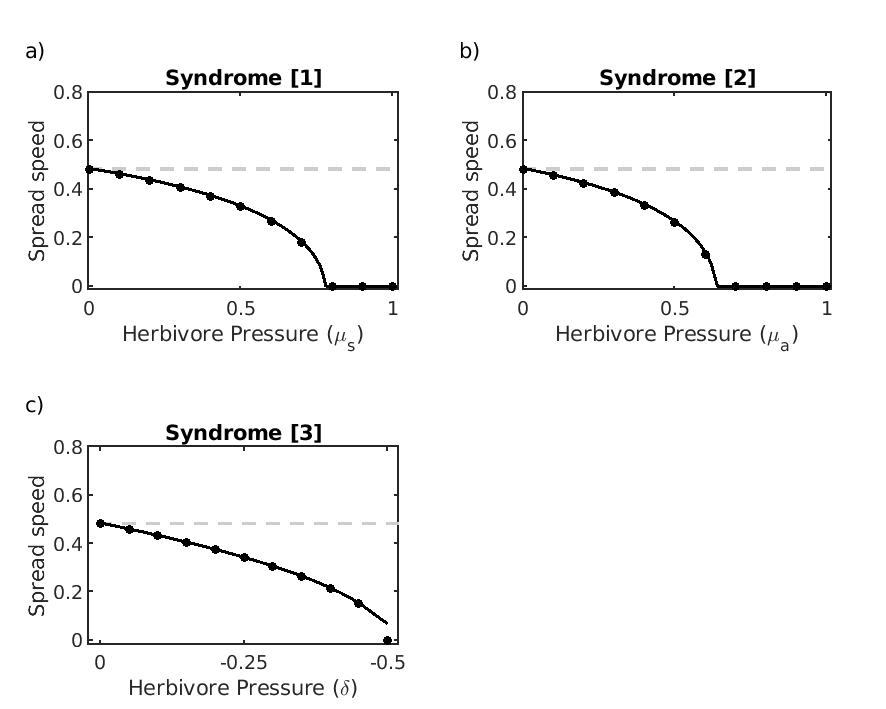 a)
Syndrome [1]
Spread speed
0.8
0.6
0.4
0.2
0
0 0.5 1
Herbivore Pressure (μs)
b)
Syndrome [2]
Spread speed
0.8
0.6
0.4
0.2
0
0 0.5 1
Herbivore Pressure (μa)
c)
Syndrome [3]
Spread speed
0.8
0.6
0.4
0.2
0
0 -0.25 -0.5
Herbivore Pressure (δ)